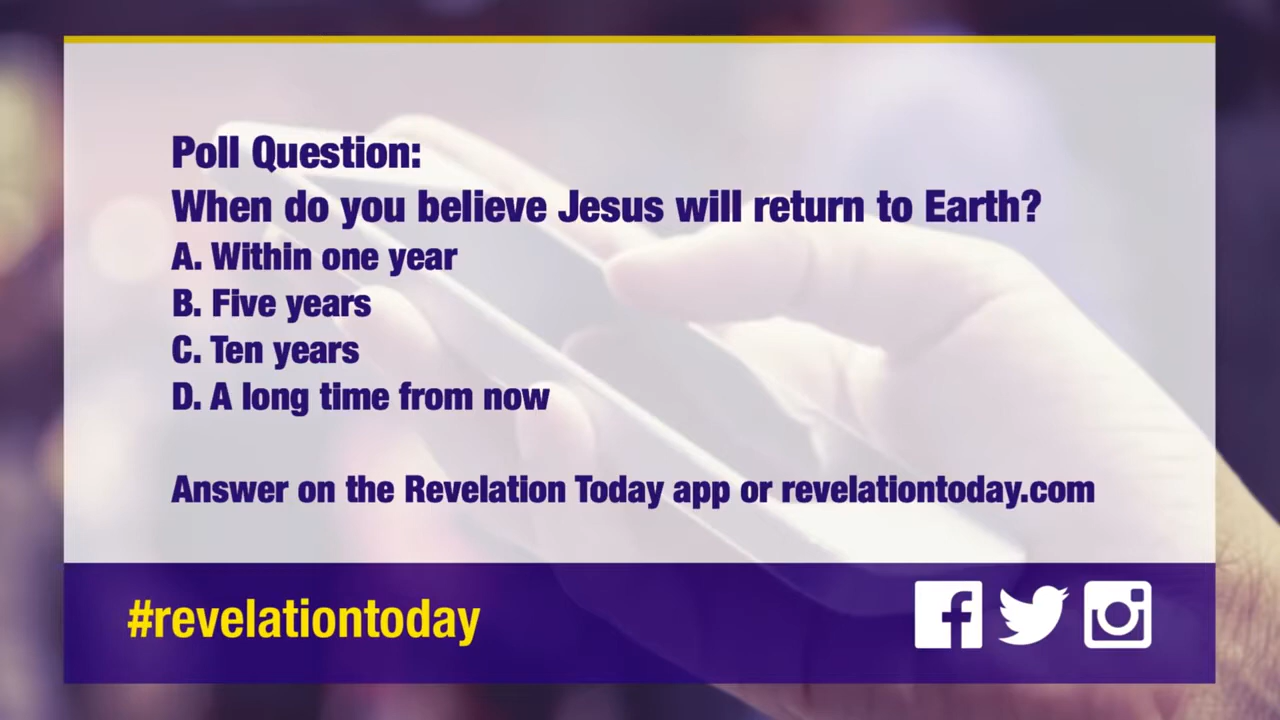 Poll Question:
When do you believe Jesus will return to Earth?
A. Within one year
B. Five years
C. Ten years
D. A long time from now
Answer on the Revelation Today app or revelationtoday.com
#revelationtoday